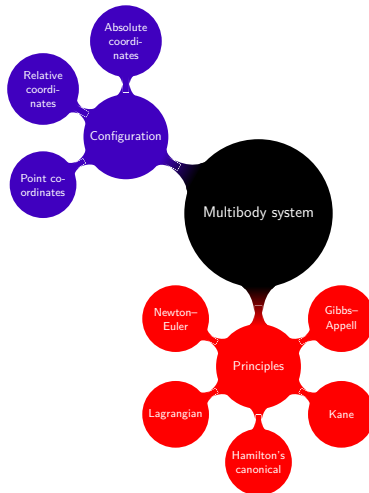 Absolute
coordi-
nates
Relative
coordi-
nates
Configuration
Point co-
ordinates
Multibody system
Newton–
Euler
Gibbs–
Appell
Principles
Lagrangian
Kane
Hamilton's
canonical